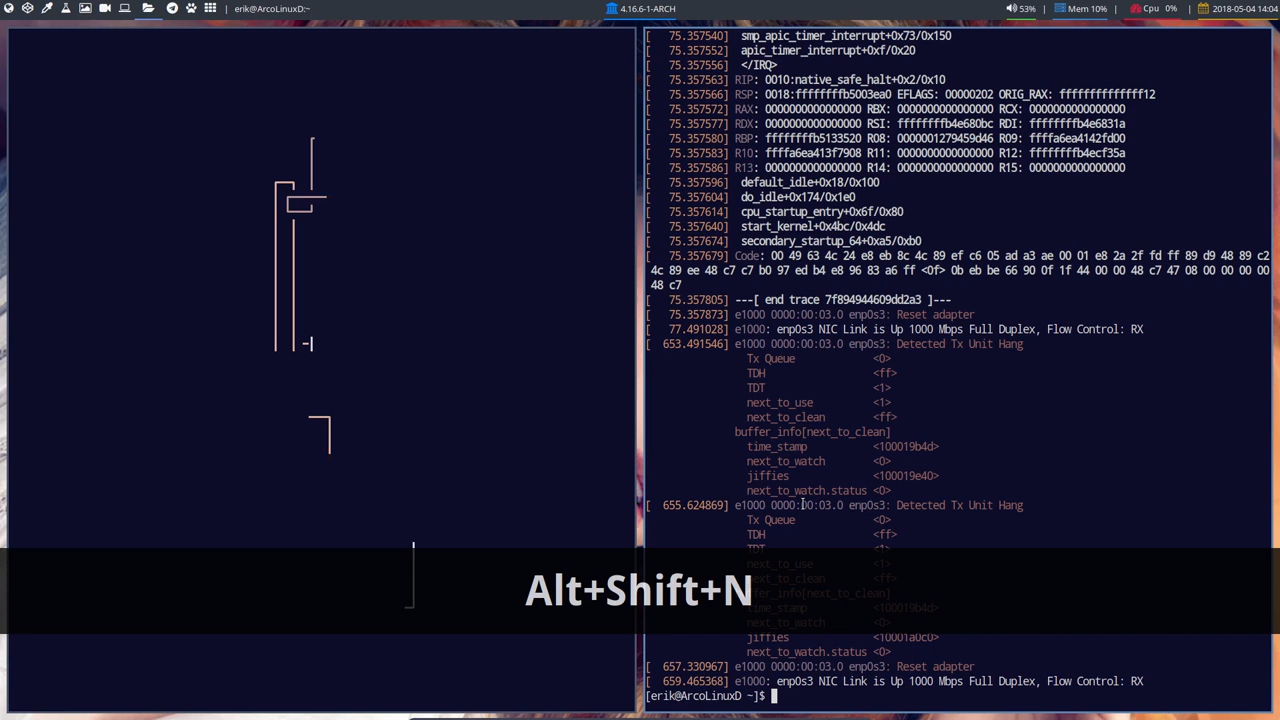 erik@ArcoLinuxD:~
4.16.6-1-ARCH
53%
Mem 10%
Cpu 0%
2018-05-04 14:04
75.357540] smp_apic_timer_interrupt+0x73/0x150
[ 75.357552] apic_timer_interrupt+0xf/0x20
[ 75.357556] </IRQ>
[ 75.357563] RIP: 0010:native_safe_halt+0x2/0x10
[ 75.357566] RSP: 0018:ffffffffb5003ea0 EFLAGS: 00000202 ORIG_RAX: ffffffffffffff12
[ 75.357572] RAX: 0000000000000000 RBX: 0000000000000000 RCX: 0000000000000000
[ 75.357577] RDX: 0000000000000000 RSI: ffffffffb4e680bc RDI: ffffffffb4e6831a
[ 75.357580] RBP: ffffffffb5133520 R08: 0000001279459d46 R09: ffffa6ea4142fd00
[ 75.357583] R10: ffffa6ea413f7908 R11: 0000000000000000 R12: ffffffffb4ecf35a
[ 75.357586] R13: 0000000000000000 R14: 0000000000000000 R15: 0000000000000000
[ 75.357596] default_idle+0x18/0x100
[ 75.357604] do_idle+0x174/0x1e0
[ 75.357614] cpu_startup_entry+0x6f/0x80
[ 75.357640] start_kernel+0x4bc/0x4dc
[ 75.357674] secondary_startup_64+0xa5/0xb0
[ 75.357679] Code: 00 49 63 4c 24 e8 eb 8c 4c 89 ef c6 05 ad a3 ae 00 01 e8 2a 2f fd ff 89 d9 48 89 c2
4c 89 ee 48 c7 c7 b0 97 ed b4 e8 96 83 a6 ff <0f> 0b eb be 66 90 0f 1f 44 00 00 48 c7 47 08 00 00 00 00
48 c7
[ 75.357805] ---[ end trace 7f894944609dd2a3 ]---
[ 75.357873] e1000 0000:00:03.0 enp0s3: Reset adapter
[ 77.491028] e1000: enp0s3 NIC Link is Up 1000 Mbps Full Duplex, Flow Control: RX
[ 653.491546] e1000 0000:00:03.0 enp0s3: Detected Tx Unit Hang
Tx Queue <0>
TDH <ff>
TDT <1>
next_to_use <1>
next_to_clean <ff>
buffer_info[next_to_clean]
time_stamp <100019b4d>
next_to_watch <0>
jiffies <100019e40>
next_to_watch.status <0>
[ 655.624869] e1000 0000:00:03.0 enp0s3: Detected Tx Unit Hang
Tx Queue <0>
TDH <ff>
TDT <1>
next_to_use <1>
next_to_clean <ff>
buffer_info[next_to_clean]
time_stamp <100019b4d>
next_to_watch <0>
jiffies <10001a0c0>
next_to_watch.status <0>
[ 657.330967] e1000 0000:00:03.0 enp0s3: Reset adapter
[ 659.465368] e1000: enp0s3 NIC Link is Up 1000 Mbps Full Duplex, Flow Control: RX
[erik@ArcoLinuxD ~]$
Alt+Shift+N